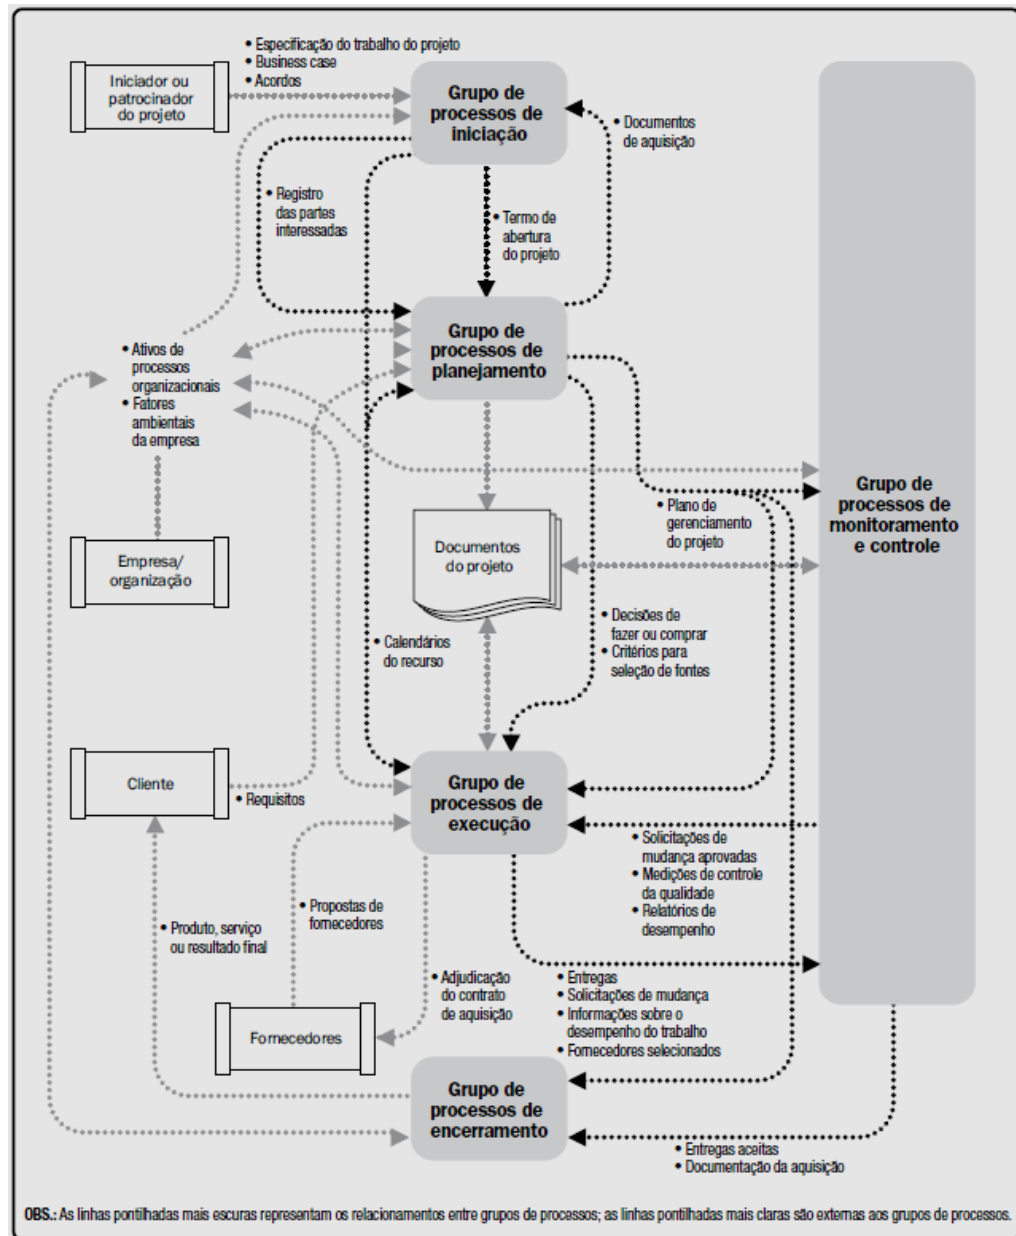 • Especificação do trabalho do projeto
• Business case
• Acordos
Iniciador ou
patrocinador
do projeto
Grupo de
processos de
iniciação
• Documentos
de aquisição
• Registro
das partes
interessadas
• Termo de
abertura
do projeto
Grupo de
processos de
planejamento
• Ativos de
processos
organizacionais
• Fatores
ambientais
da empresa
Grupo de
processos de
monitoramento
e controle
• Plano de
gerenciamento
do projeto
Empresa/
organização
Documentos
do projeto
• Calendários
do recurso
• Decisões de
fazer ou comprar
• Critérios para
seleção de fontes
Cliente
• Requisitos
Grupo de
processos de
execução
• Solicitações de
mudança aprovadas
• Medições de controle
da qualidade
• Relatórios de
desempenho
• Propostas de
fornecedores
• Produto, serviço
ou resultado final
• Adjudicação
do contrato
de aquisição
• Entregas
• Solicitações de mudança
• Informações sobre o
desempenho do trabalho
• Fornecedores selecionados
Fornecedores
Grupo de
processos de
encerramento
• Entregas aceitas
• Documentação da aquisição
OBS.: As linhas pontilhadas mais escuras representam os relacionamentos entre grupos de processos; as linhas pontilhadas mais claras são externas aos grupos de processos.